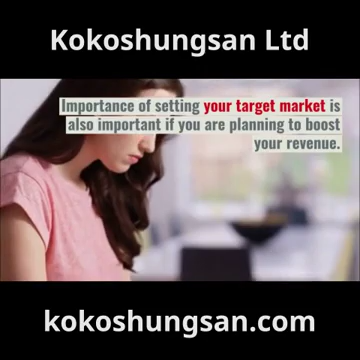 Kokoshungsan Ltd
Importance of setting your target market is
also important if you are planning to boost
your revenue.
kokoshungsan.com